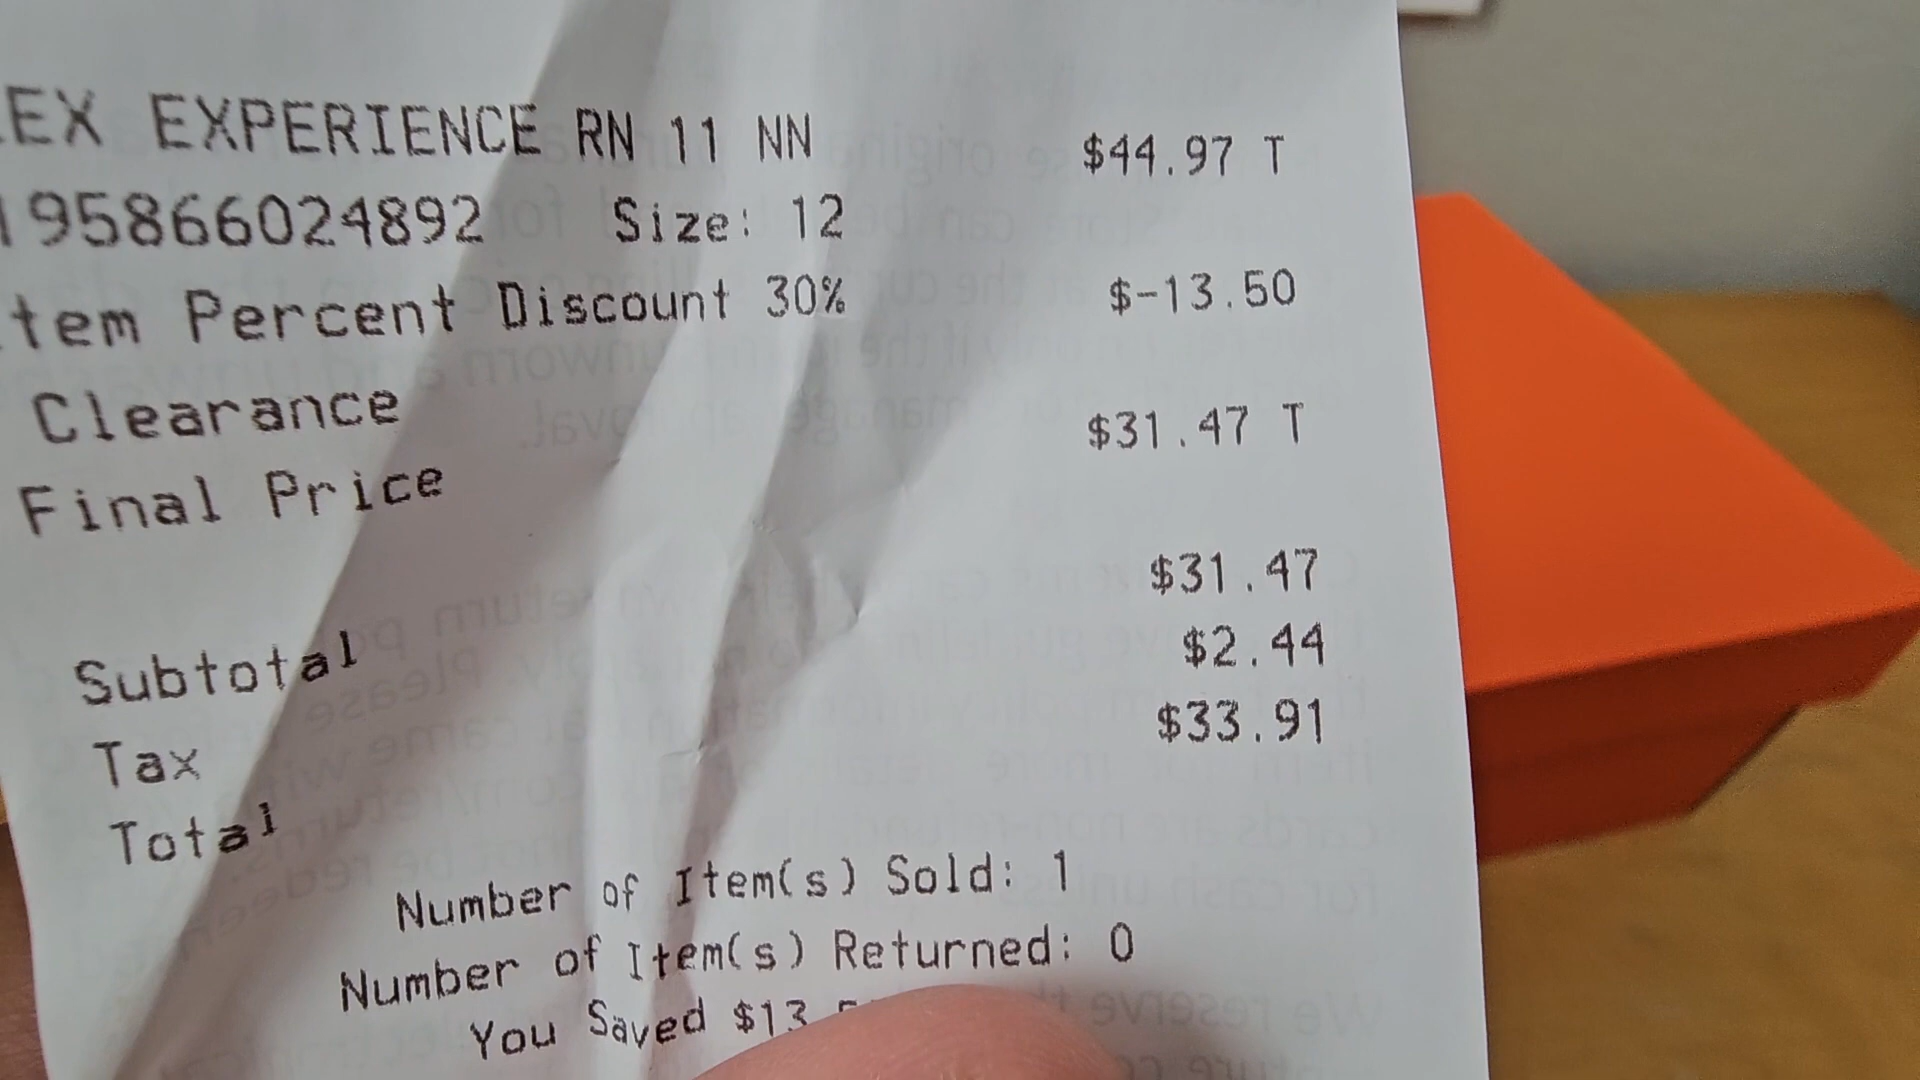 EX EXPERIENCE RN 11 NN $44.97 T
195866024892 Size: 12
tem Percent Discount 30% $-13.50
Clearance
Final Price $31.47 T
Subtotal $31.47
Tax $2.44
Total $33.91
Number of Item(s) Sold: 1
Number of Item(s) Returned: 0
You Saved $13